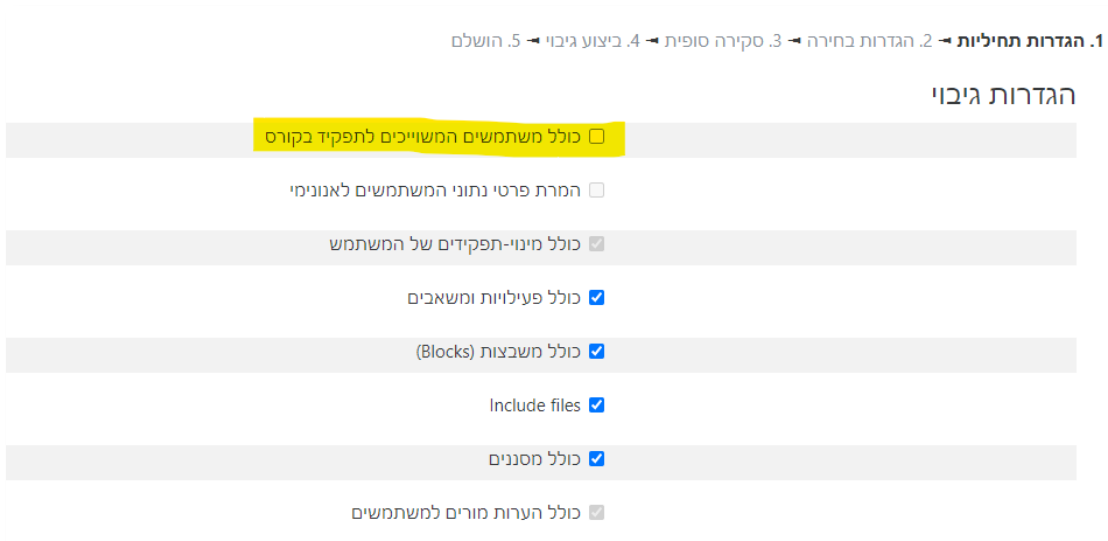 1. הגדרות תחיליות ◄ 2. הגדרות בחירה ◄ 3. סקירה סופית ◄ 4. ביצוע גיבוי ◄ 5. הושלם
הגדרות גיבוי
כולל משתמשים המשוייכים לתפקיד בקורס
המרת פרטי נתוני המשתמשים לאנונימי
כולל מינוי-תפקידים של המשתמש
כולל פעילויות ומשאבים
כולל משבצות (Blocks)
Include files
כולל מסננים
כולל הערות מורים למשתמשים